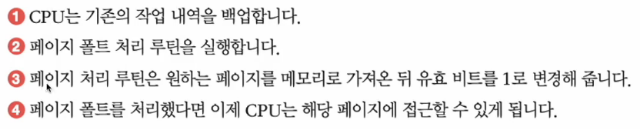 1 CPU는 기존의 작업 내역을 백업합니다.
2 페이지 폴트 처리 루틴을 실행합니다.
3 페이지 처리 루틴은 원하는 페이지를 메모리로 가져온 뒤 유효 비트를 1로 변경해 줍니다.
4 페이지 폴트를 처리했다면 이제 CPU는 해당 페이지에 접근할 수 있게 됩니다.